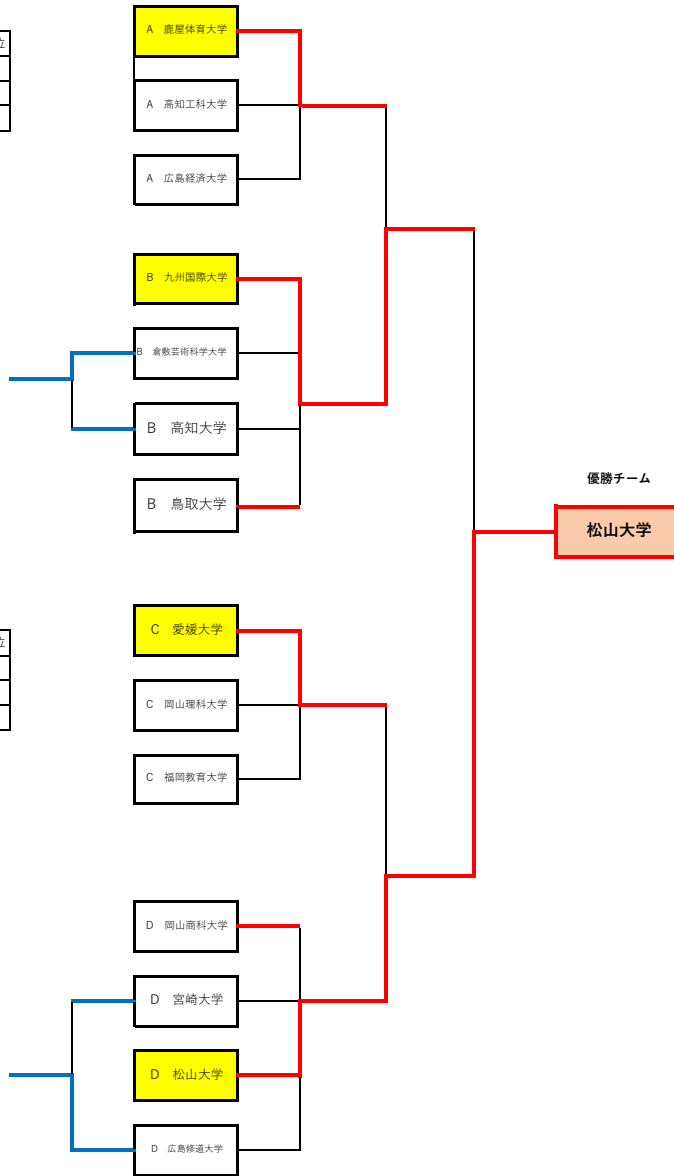 A 鹿屋体育大学
位
A 高知工科大学
A 広島経済大学
B 九州国際大学
B 倉敷芸術科学大学
B 高知大学
B 鳥取大学
優勝チーム
松山大学
C 愛媛大学
位
C 岡山理科大学
C 福岡教育大学
D 岡山商科大学
D 宮崎大学
D 松山大学
D 広島修道大学